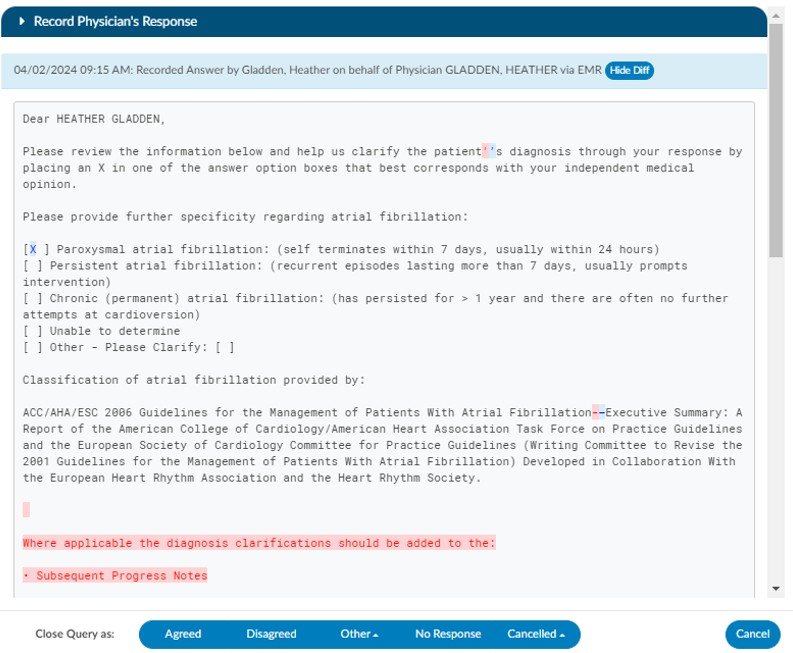 Record Physician's Response
04/02/2024 09:15 AM: Recorded Answer by Gladden, Heather on behalf of Physician GLADDEN, HEATHER via EMR Hide Diff
Dear HEATHER GLADDEN,
Please review the information below and help us clarify the patient'’s diagnosis through your response by
placing an X in one of the answer option boxes that best corresponds with your independent medical
opinion.
Please provide further specificity regarding atrial fibrillation:
[X ] Paroxysmal atrial fibrillation: (self terminates within 7 days, usually within 24 hours)
[ ] Persistent atrial fibrillation: (recurrent episodes lasting more than 7 days, usually prompts
intervention)
[ ] Chronic (permanent) atrial fibrillation: (has persisted for > 1 year and there are often no further
attempts at cardioversion)
[ ] Unable to determine
[ ] Other - Please Clarify: [ ]
Classification of atrial fibrillation provided by:
ACC/AHA/ESC 2006 Guidelines for the Management of Patients With Atrial Fibrillation-–Executive Summary: A
Report of the American College of Cardiology/American Heart Association Task Force on Practice Guidelines
and the European Society of Cardiology Committee for Practice Guidelines (Writing Committee to Revise the
2001 Guidelines for the Management of Patients With Atrial Fibrillation) Developed in Collaboration With
the European Heart Rhythm Association and the Heart Rhythm Society.
Where applicable the diagnosis clarifications should be added to the:
· Subsequent Progress Notes
Close Query as: Agreed Disagreed Other No Response Cancelled Cancel